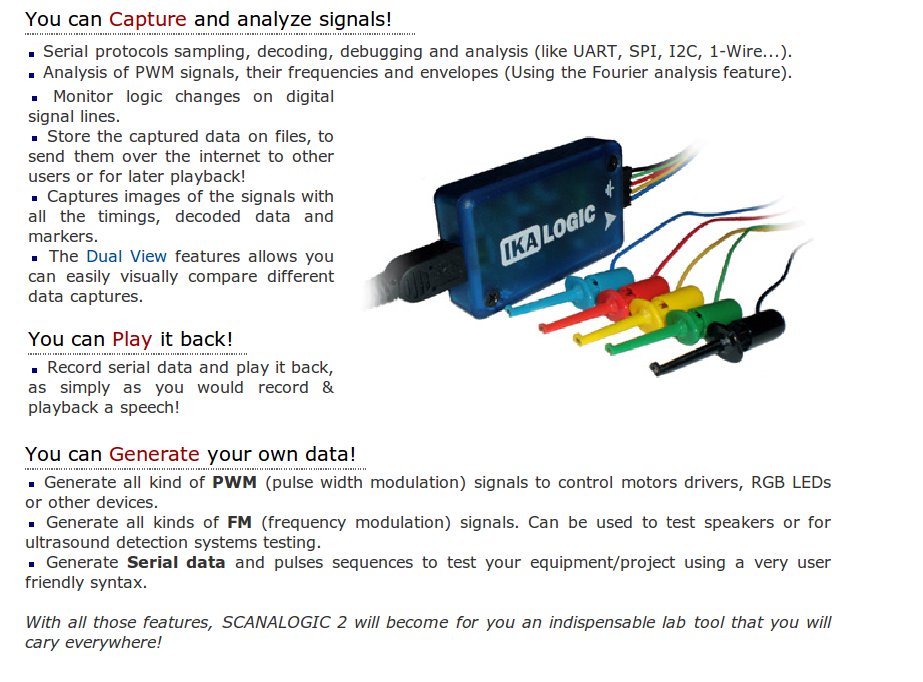 You can Capture and analyze signals!
▪ Serial protocols sampling, decoding, debugging and analysis (like UART, SPI, I2C, 1-Wire...).
▪ Analysis of PWM signals, their frequencies and envelopes (Using the Fourier analysis feature).
▪ Monitor logic changes on digital
signal lines.
▪ Store the captured data on files, to
send them over the internet to other
users or for later playback!
▪ Captures images of the signals with
all the timings, decoded data and
markers.
▪ The Dual View features allows you
can easily visually compare different
data captures.
IKALOGIC
You can Play it back!
▪ Record serial data and play it back,
as simply as you would record &
playback a speech!
You can Generate your own data!
▪ Generate all kind of PWM (pulse width modulation) signals to control motors drivers, RGB LEDs
or other devices.
▪ Generate all kinds of FM (frequency modulation) signals. Can be used to test speakers or for
ultrasound detection systems testing.
▪ Generate Serial data and pulses sequences to test your equipment/project using a very user
friendly syntax.
With all those features, SCANALOGIC 2 will become for you an indispensable lab tool that you will
cary everywhere!